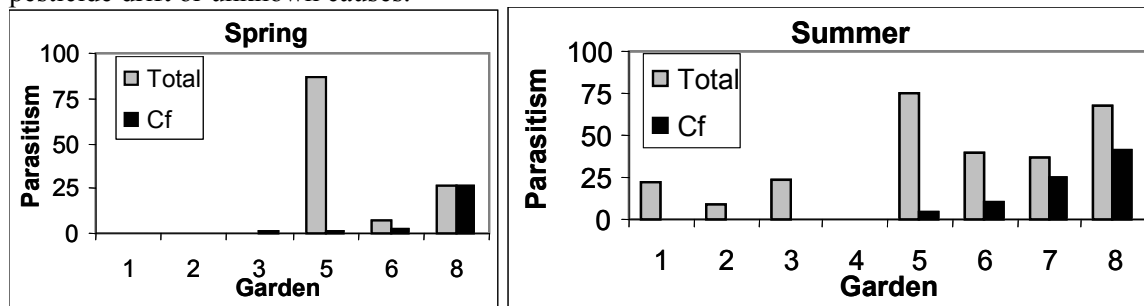 pesticide drift or unknown causes.
Spring
100
75
50
25
0
Parasitism
Total
Cf
1 2 3 5 6 8
Garden
Summer
100
75
50
25
0
Parasitism
Total
Cf
1 2 3 4 5 6 7 8
Garden